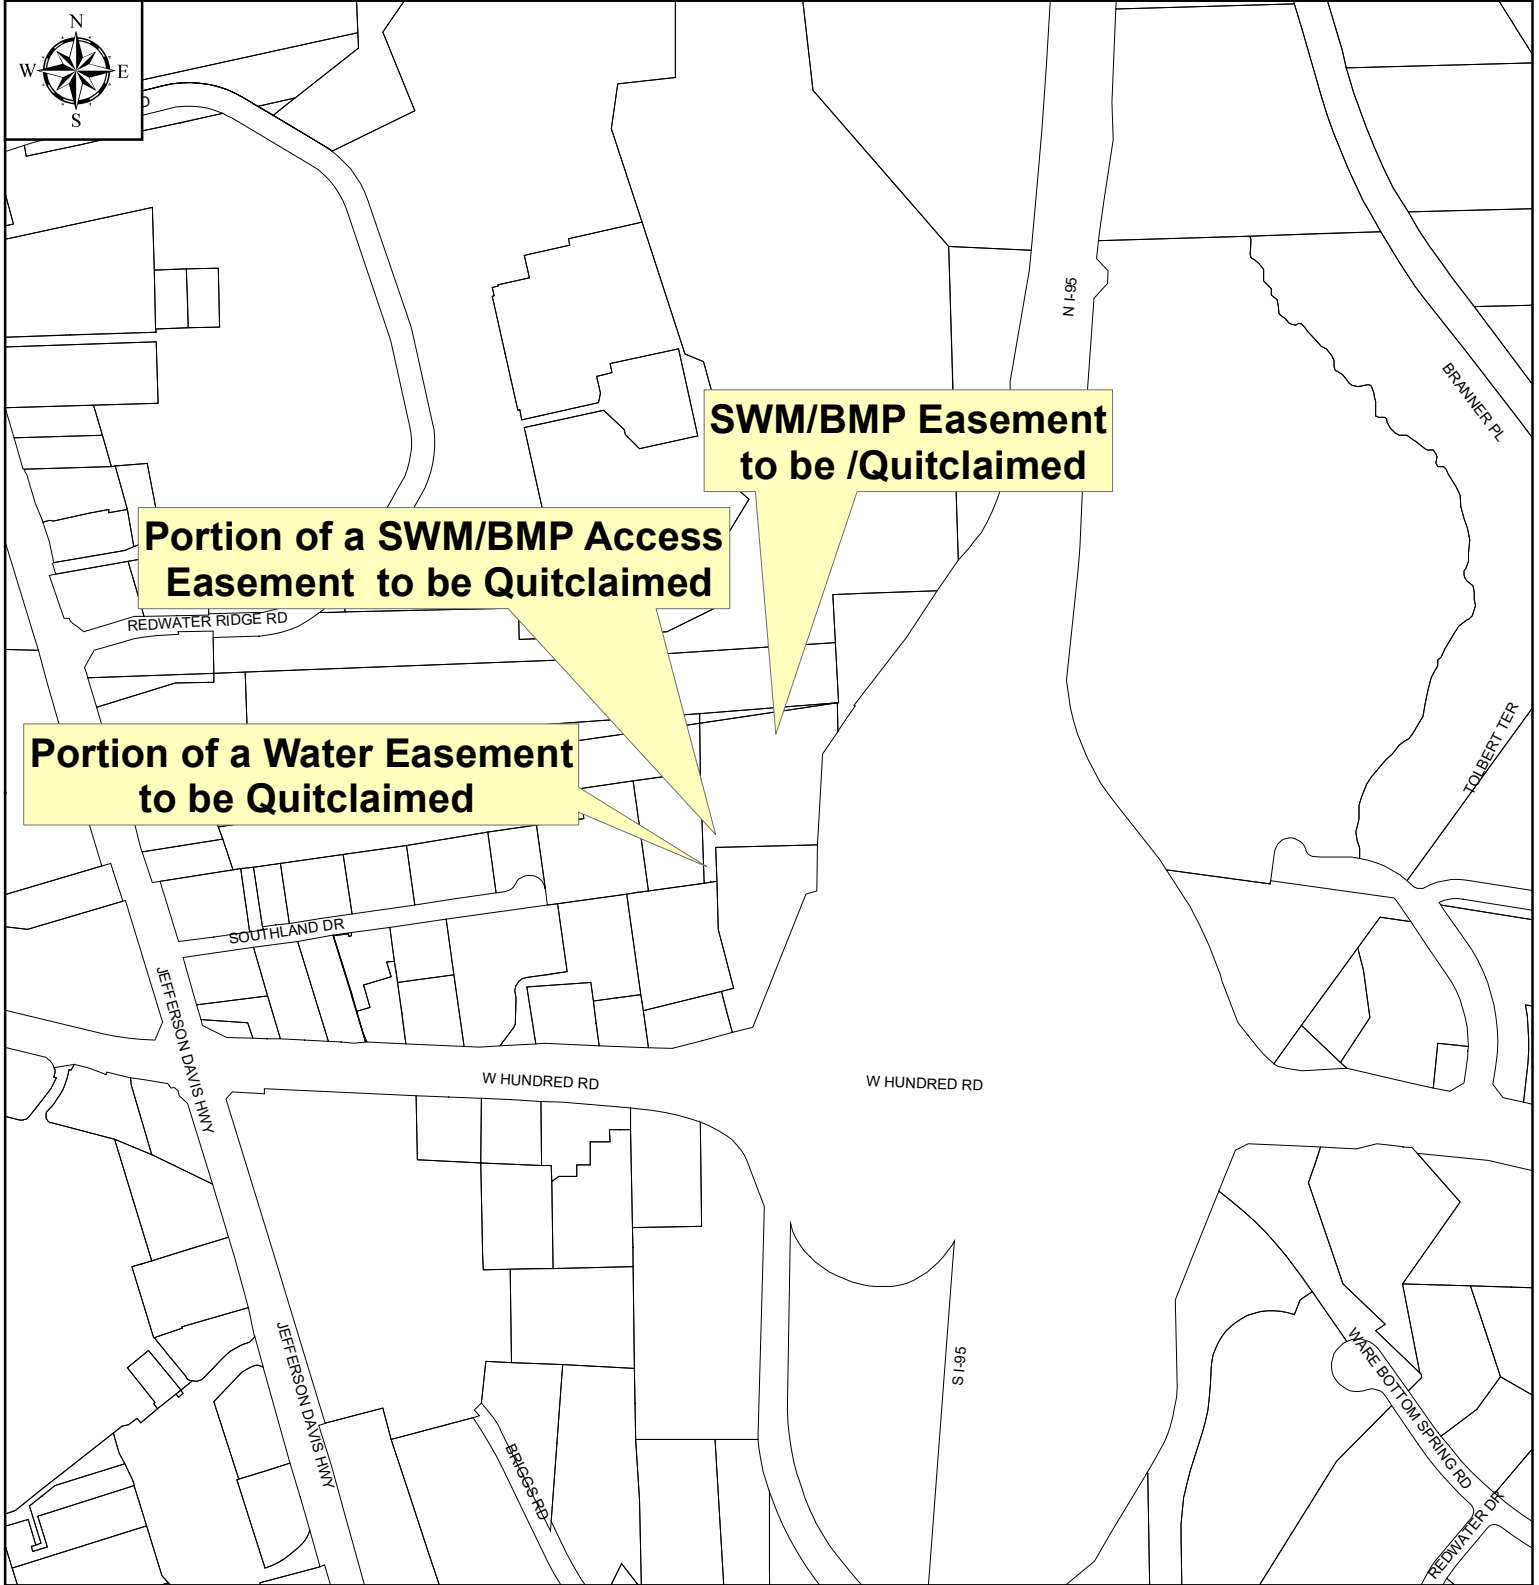 N
W E
S
N I-95
BRANNER PL
SWM/BMP Easement
to be /Quitclaimed
Portion of a SWM/BMP Access
Easement to be Quitclaimed
REDWATER RIDGE RD
Portion of a Water Easement
to be Quitclaimed
TOLBERT TER
SOUTHLAND DR
JEFFERSON DAVIS HWY
W HUNDRED RD
W HUNDRED RD
JEFFERSON DAVIS HWY
S I-95
WARE BOTTOM SPRING RD
BRIGGS RD
REDWATER DR